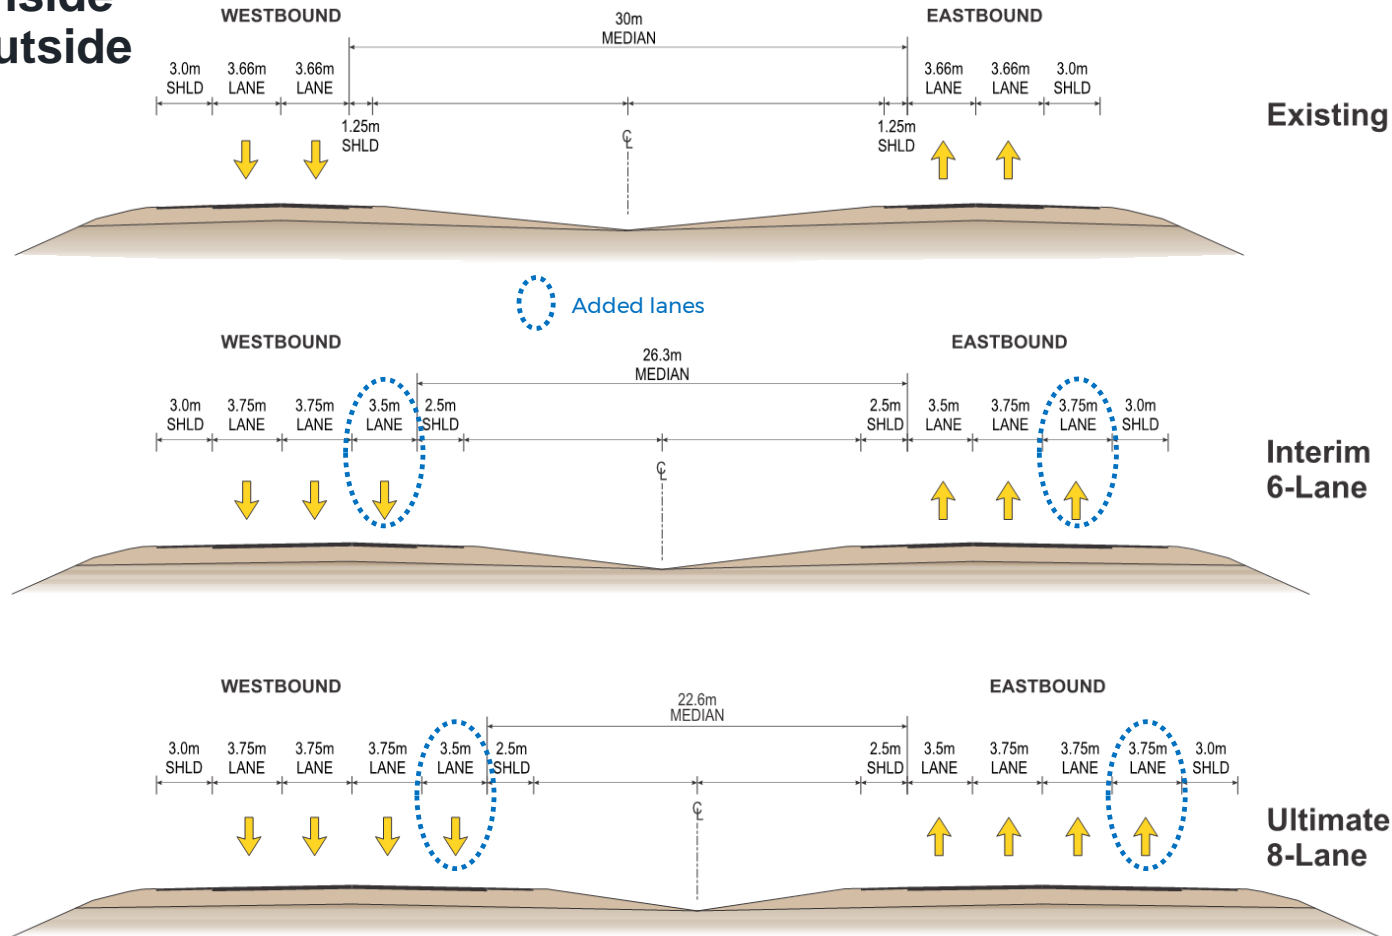 utside
WESTBOUND
30m
MEDIAN
EASTBOUND
3.0m SHLD
3.66m LANE
3.66m LANE
1.25m SHLD
℄
1.25m SHLD
3.66m LANE
3.66m LANE
3.0m SHLD
Existing
Added lanes
WESTBOUND
26.3m
MEDIAN
EASTBOUND
3.0m SHLD
3.75m LANE
3.75m LANE
3.5m LANE
2.5m SHLD
℄
2.5m SHLD
3.5m LANE
3.75m LANE
3.75m LANE
3.0m SHLD
Interim
6-Lane
WESTBOUND
22.6m
MEDIAN
EASTBOUND
3.0m SHLD
3.75m LANE
3.75m LANE
3.75m LANE
3.5m LANE
2.5m SHLD
℄
2.5m SHLD
3.5m LANE
3.75m LANE
3.75m LANE
3.75m LANE
3.0m SHLD
Ultimate
8-Lane